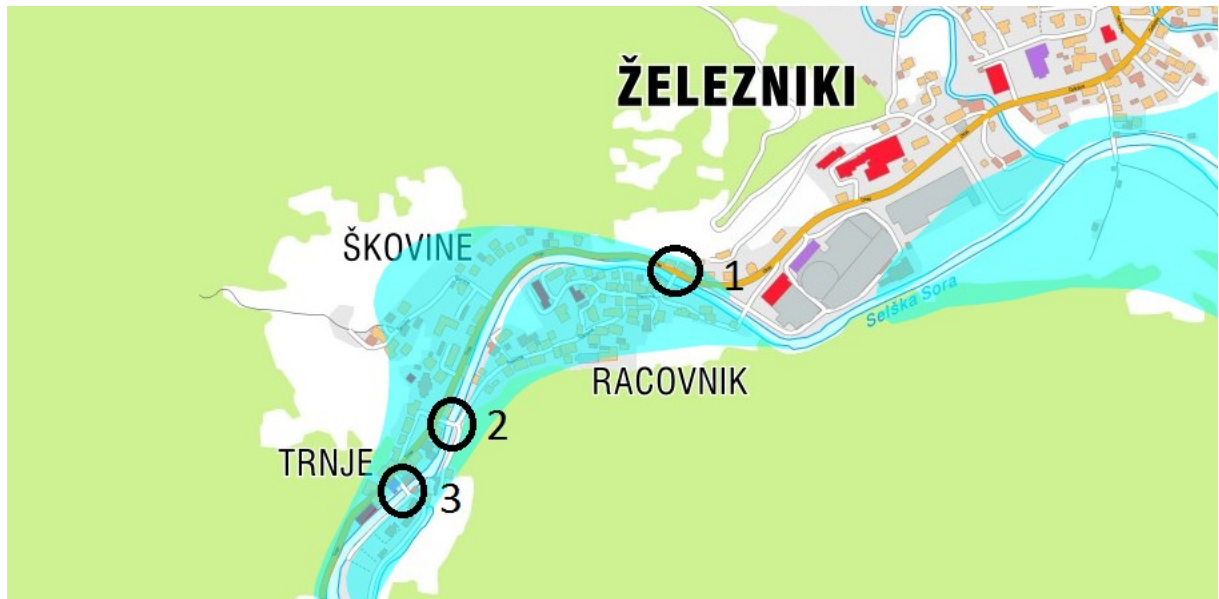 ŽELEZNIKI
ŠKOVINE
1
Selška Sora
RACOVNIK
2
TRNJE
3